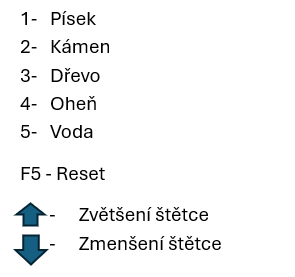 1- Písek
2- Kámen
3- Dřevo
4- Oheň
5- Voda
F5 - Reset
- Zvětšení štětce
- Zmenšení štětce